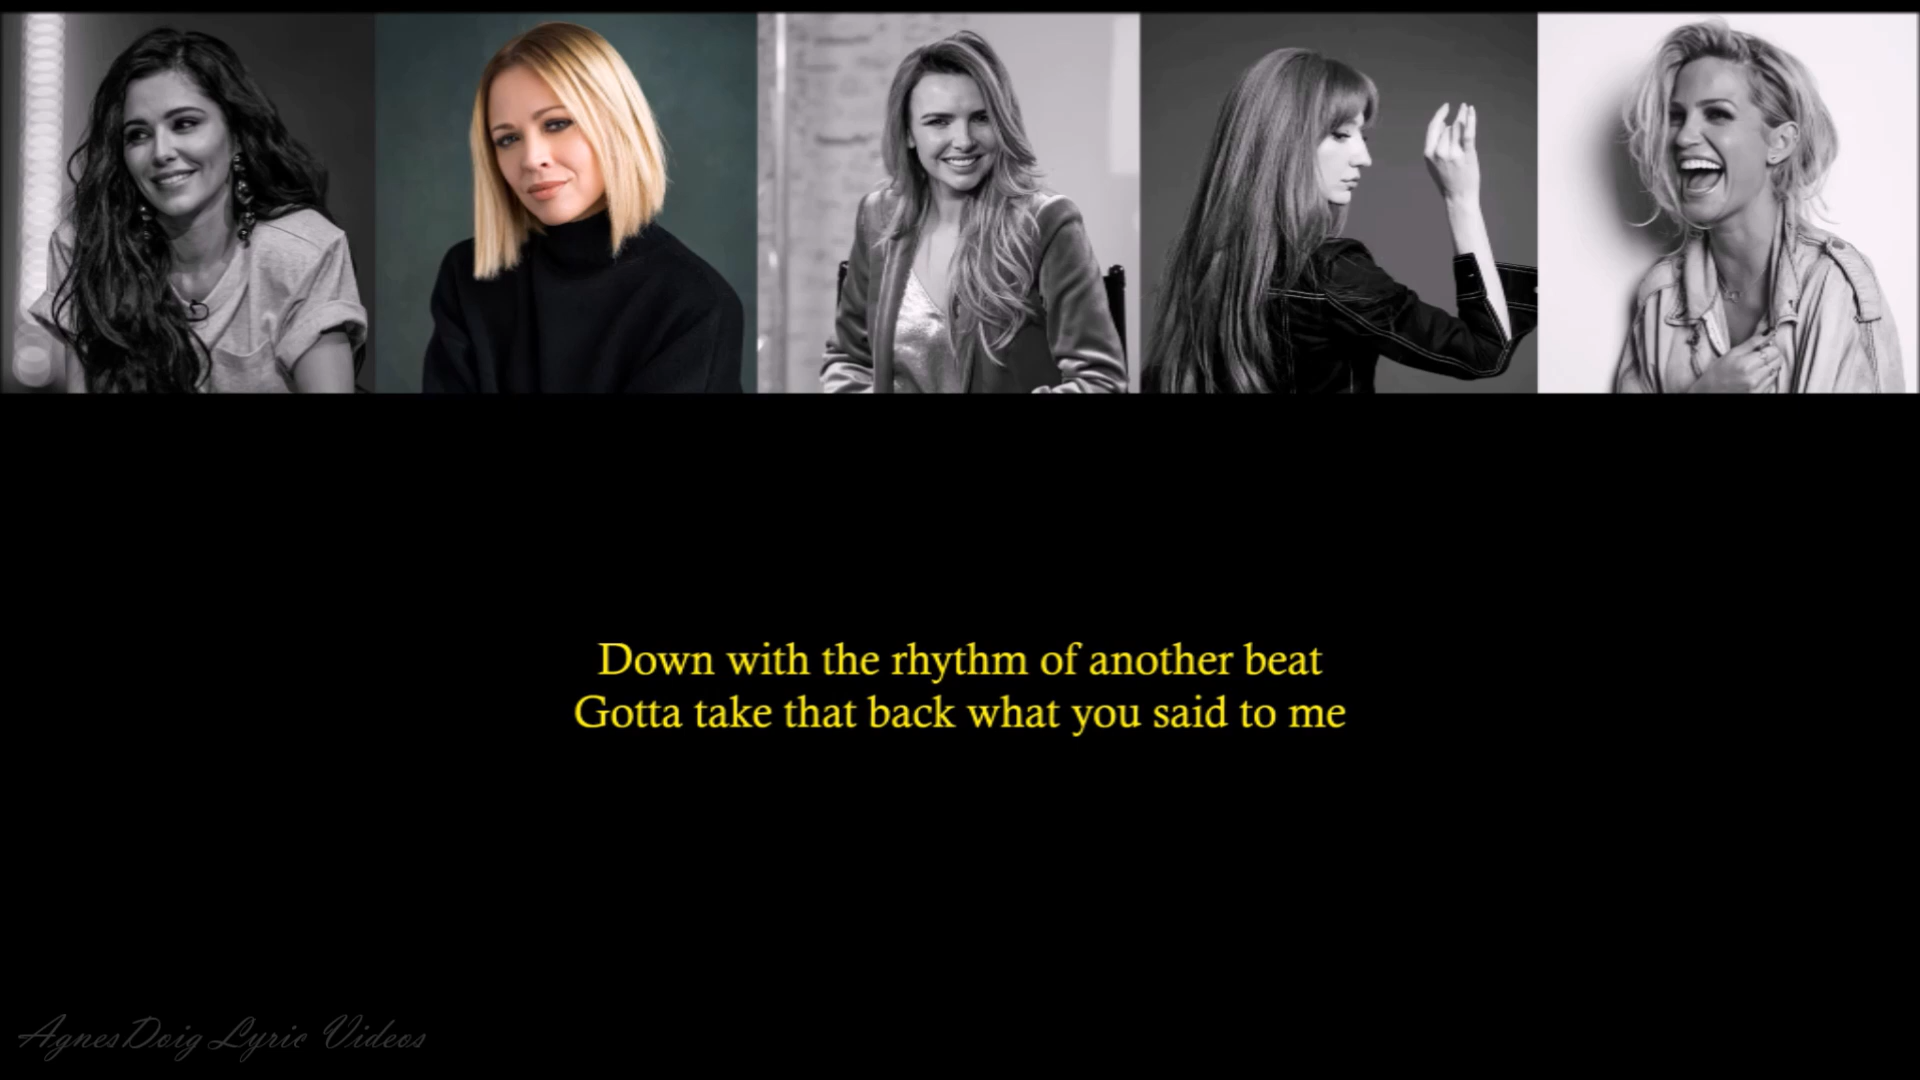 Down with the rhythm of another beat
Gotta take that back what you said to me
AgnesDoig Lyric Videos